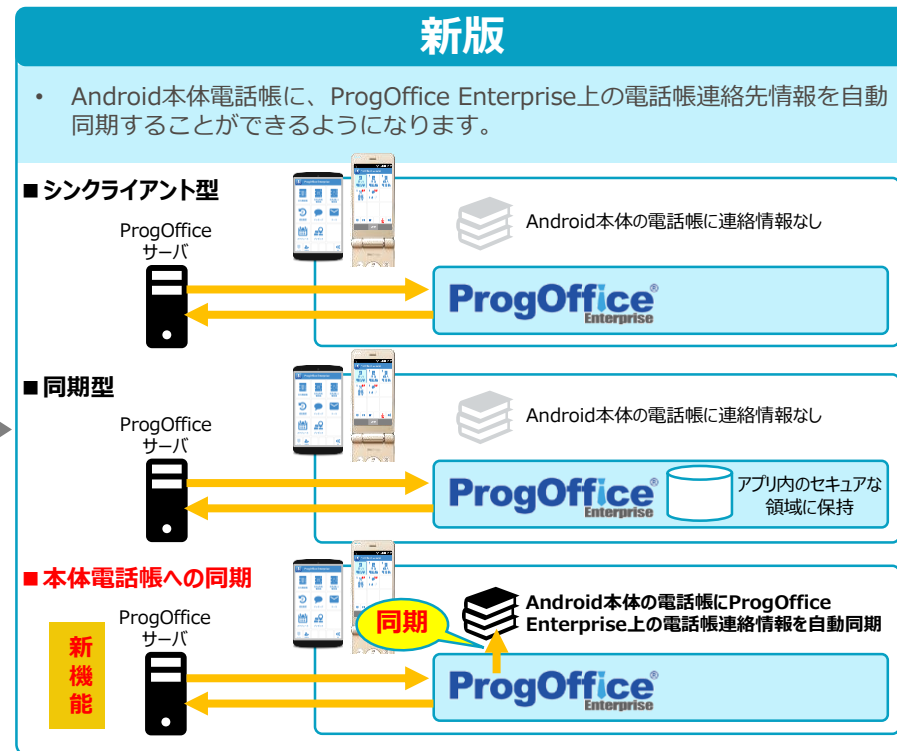 新版
• Android本体電話帳に、ProgOffice Enterprise上の電話帳連絡先情報を自動
同期することができるようになります。
■シンクライアント型
ProgOffice
サーバ
Android本体の電話帳に連絡情報なし
ProgOffice®
Enterprise
■同期型
ProgOffice
サーバ
Android本体の電話帳に連絡情報なし
ProgOffice®
Enterprise
アプリ内のセキュアな
領域に保持
■本体電話帳への同期
新機能
ProgOffice
サーバ
同期
Android本体の電話帳にProgOffice
Enterprise上の電話帳連絡情報を自動同期
ProgOffice®
Enterprise